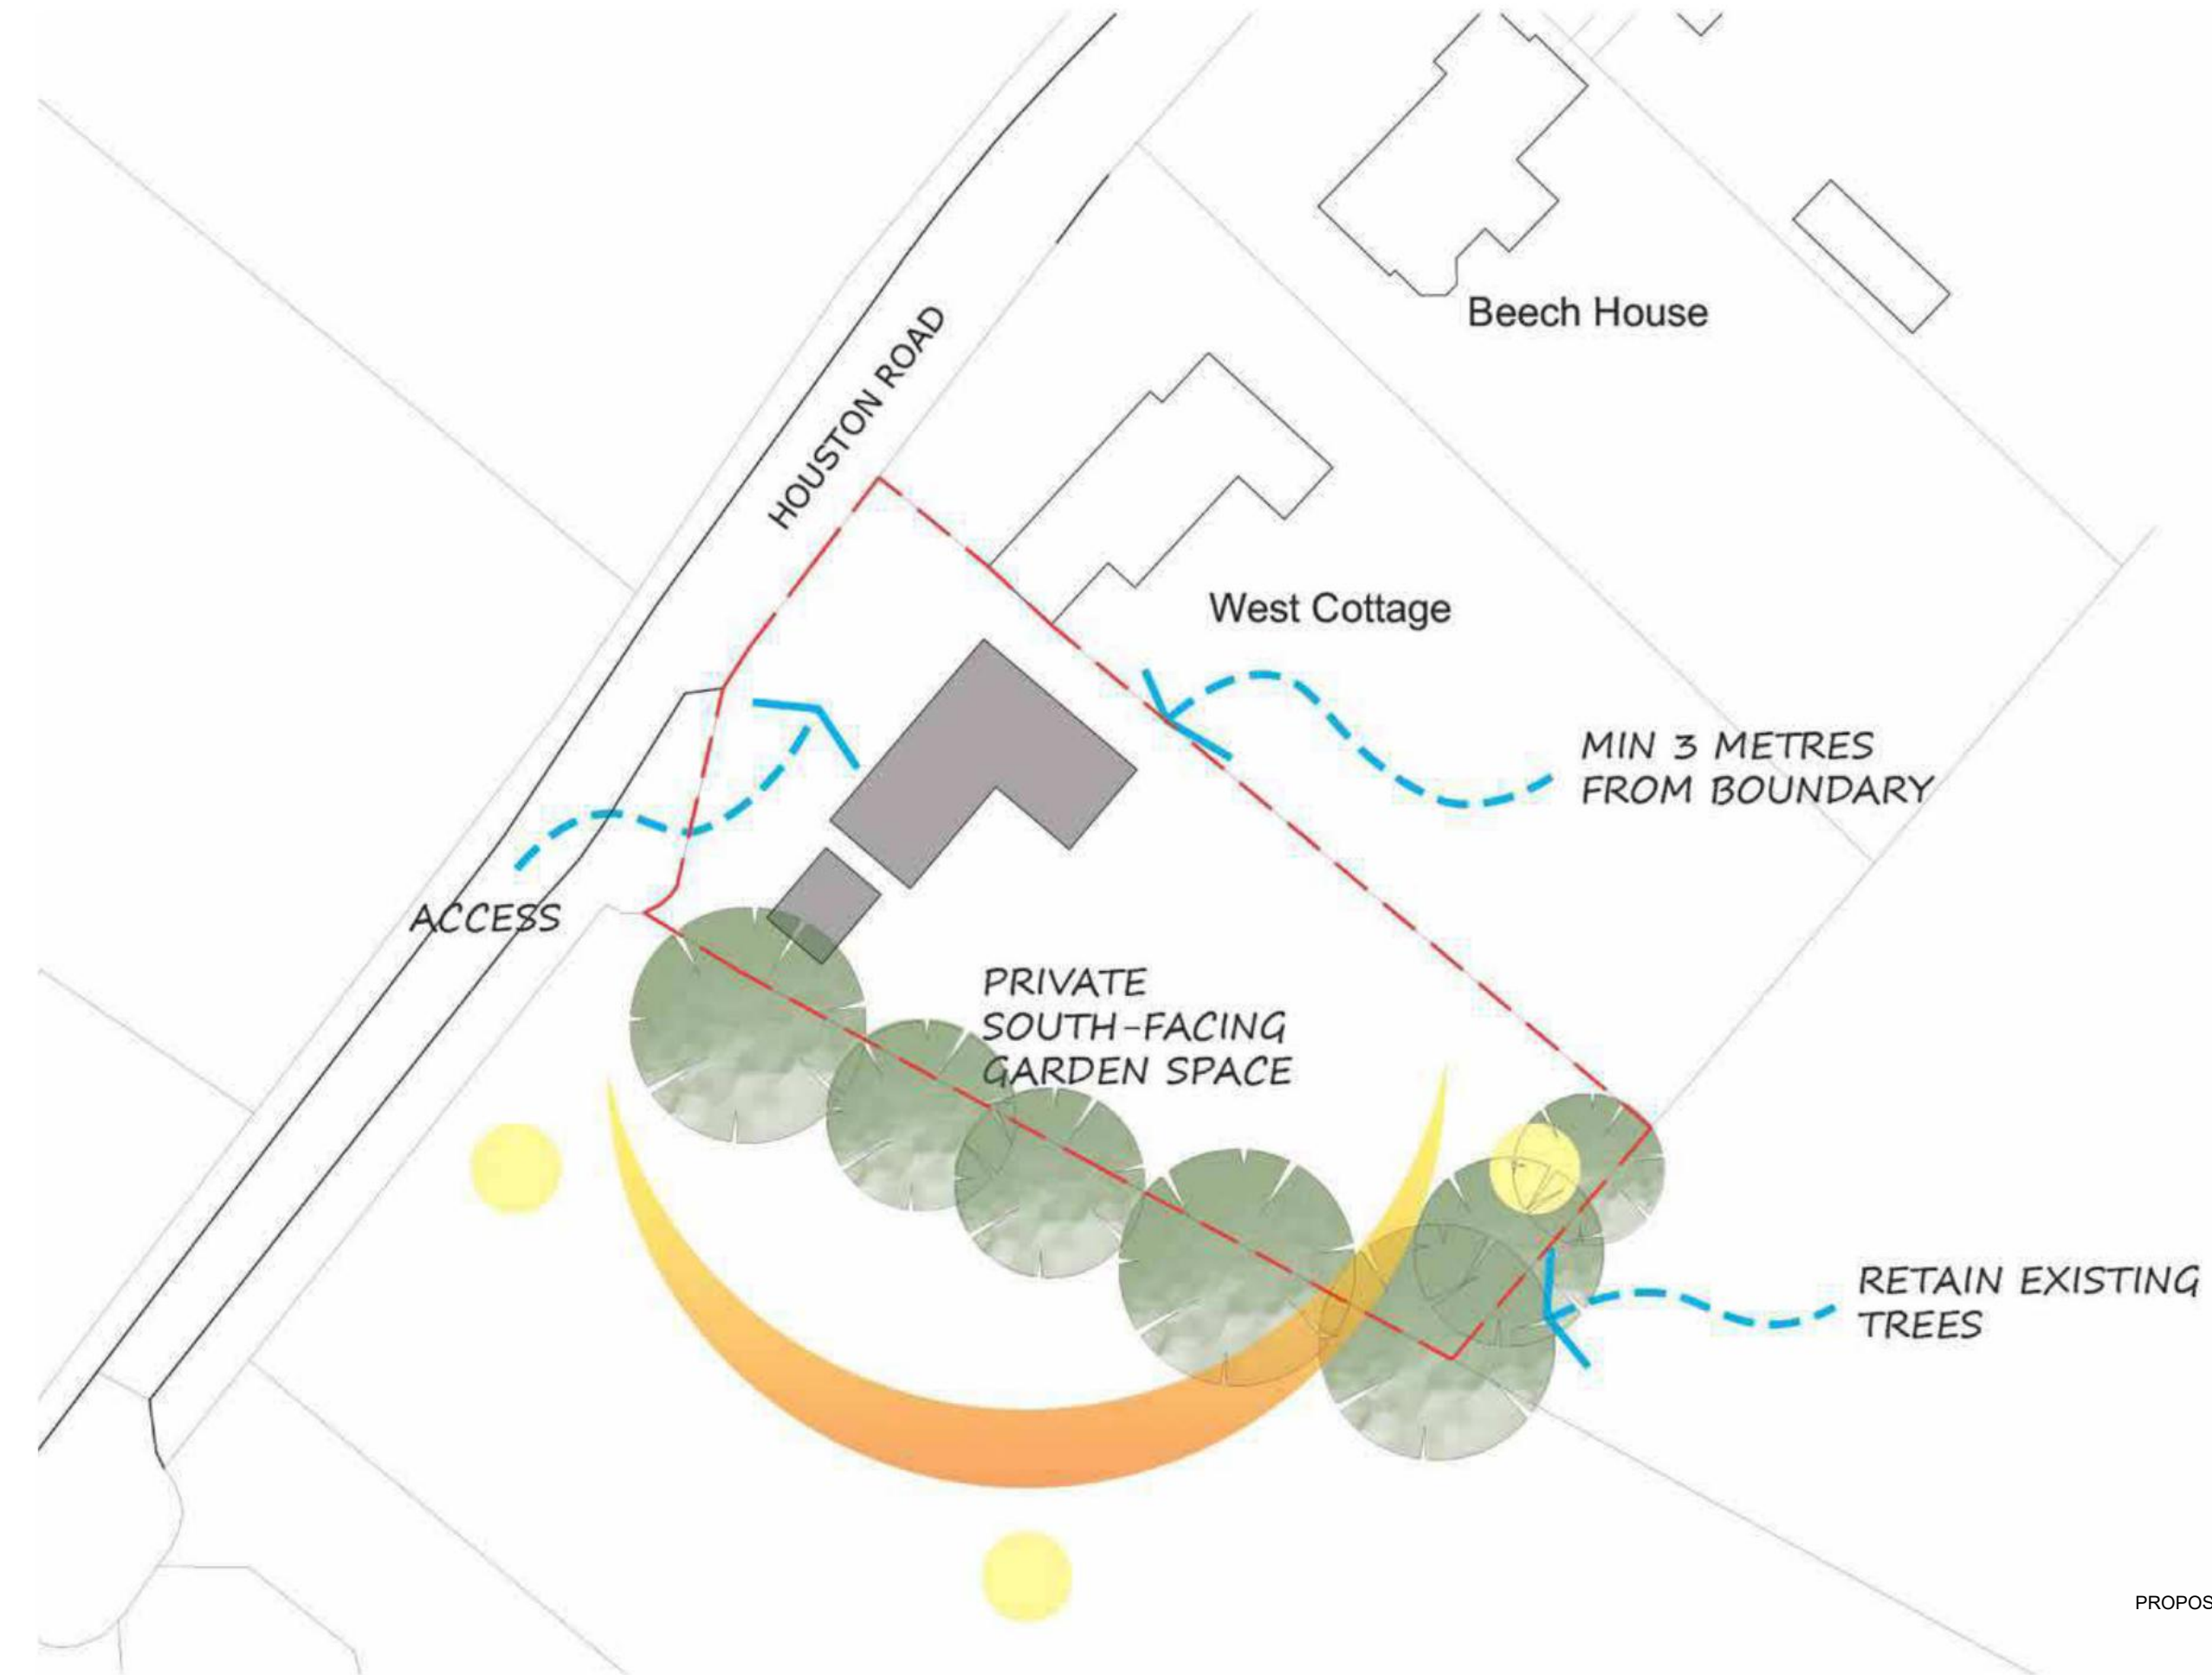 Beech House
HOUSTON ROAD
West Cottage
MIN 3 METRES
FROM BOUNDARY
ACCESS
PRIVATE
SOUTH-FACING
GARDEN SPACE
RETAIN EXISTING
TREES
PROPOS